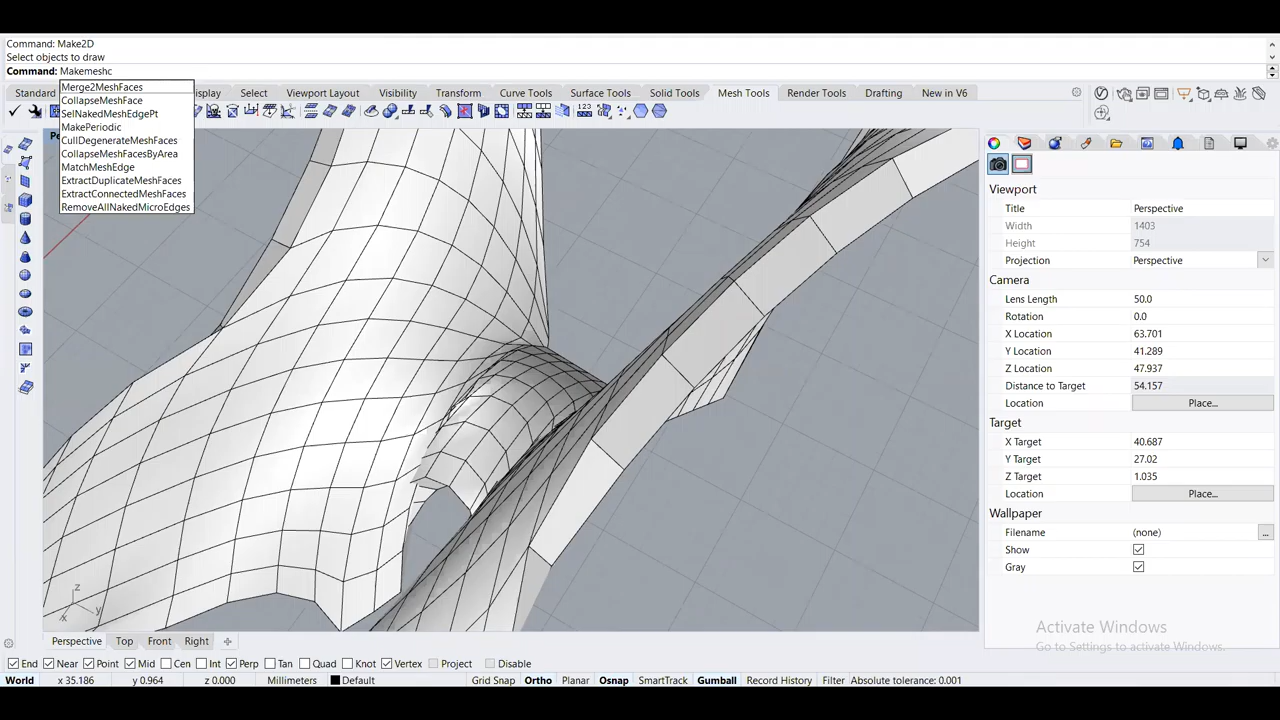 Command: Make2D
Select objects to draw
Command: Makemeshc
Merge2MeshFaces
CollapseMeshFace
SelNakedMeshEdgePt
MakePeriodic
CullDegenerateMeshFaces
CollapseMeshFacesByArea
MatchMeshEdge
ExtractDuplicateMeshFaces
ExtractConnectedMeshFaces
RemoveAllNakedMicroEdges
Standard Display Select Viewport Layout Visibility Transform Curve Tools Surface Tools Solid Tools Mesh Tools Render Tools Drafting New in V6
Viewport
Title Perspective
Width 1403
Height 754
Projection Perspective
Camera
Lens Length 50.0
Rotation 0.0
X Location 63.701
Y Location 41.289
Z Location 47.937
Distance to Target 54.157
Location Place...
Target
X Target 40.687
Y Target 27.02
Z Target 1.035
Location Place...
Wallpaper
Filename (none) ...
Show
Gray
z
y
x
Activate Windows
Go to Settings to activate Windows.
Perspective Top Front Right
End Near Point Mid Cen Int Perp Tan Quad Knot Vertex Project Disable
World x 35.186 y 0.964 z 0.000 Millimeters Default Grid Snap Ortho Planar Osnap SmartTrack Gumball Record History Filter Absolute tolerance: 0.001